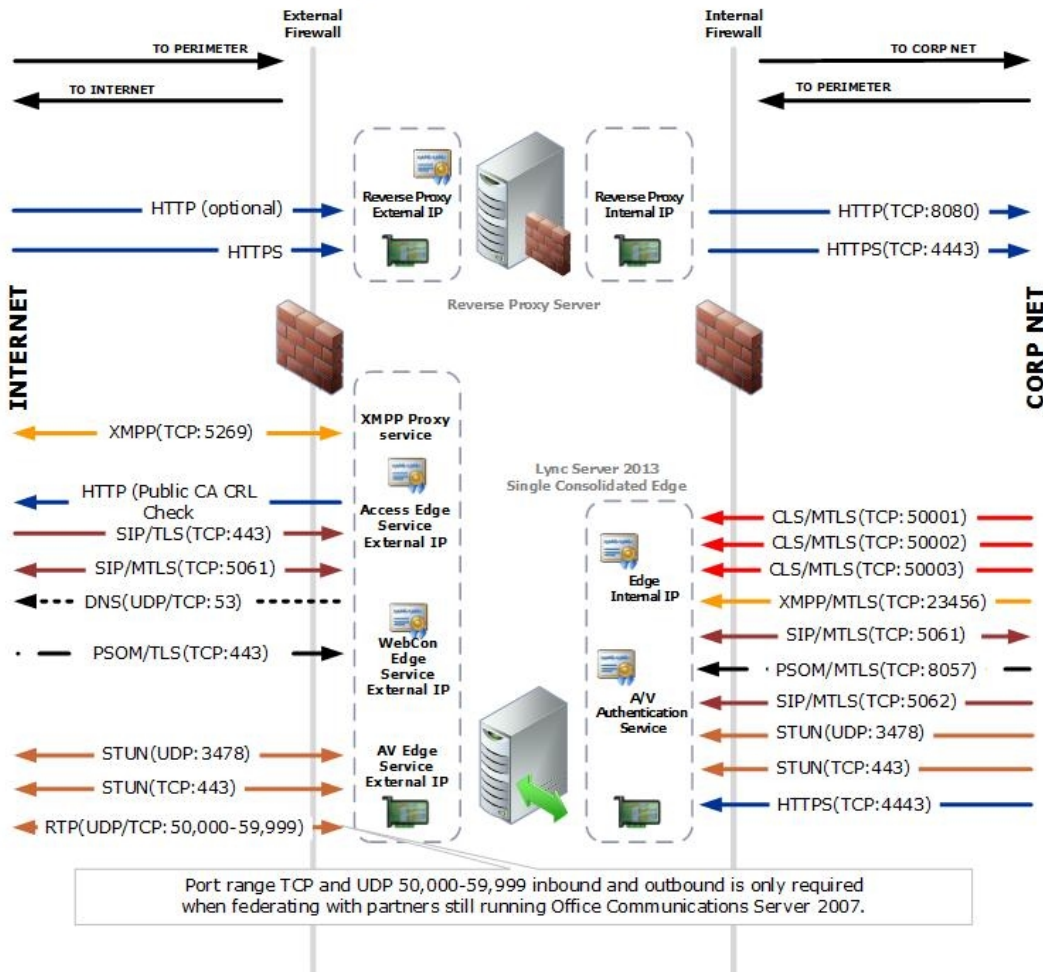 External
Firewall
Internal
Firewall
TO PERIMETER
TO INTERNET
TO CORP NET
TO PERIMETER
INTERNET
CORP NET
HTTP (optional)
HTTPS
Reverse Proxy
External IP
Reverse Proxy
Internal IP
HTTP(TCP:8080)
HTTPS(TCP:4443)
Reverse Proxy Server
XMPP(TCP:5269)
HTTP (Public CA CRL
Check
SIP/TLS(TCP:443)
SIP/MTLS(TCP:5061)
DNS(UDP/TCP:53)
PSOM/TLS(TCP:443)
STUN(UDP:3478)
STUN(TCP:443)
RTP(UDP/TCP:50,000-59,999)
XMPP Proxy
service
Access Edge
Service
External IP
WebCon
Edge
Service
External IP
AV Edge
Service
External IP
Lync Server 2013
Single Consolidated Edge
Edge
Internal IP
A/V
Authentication
Service
CLS/MTLS(TCP:50001)
CLS/MTLS(TCP:50002)
CLS/MTLS(TCP:50003)
XMPP/MTLS(TCP:23456)
SIP/MTLS(TCP:5061)
PSOM/MTLS(TCP:8057)
SIP/MTLS(TCP:5062)
STUN(UDP:3478)
STUN(TCP:443)
HTTPS(TCP:4443)
Port range TCP and UDP 50,000-59,999 inbound and outbound is only required
when federating with partners still running Office Communications Server 2007.